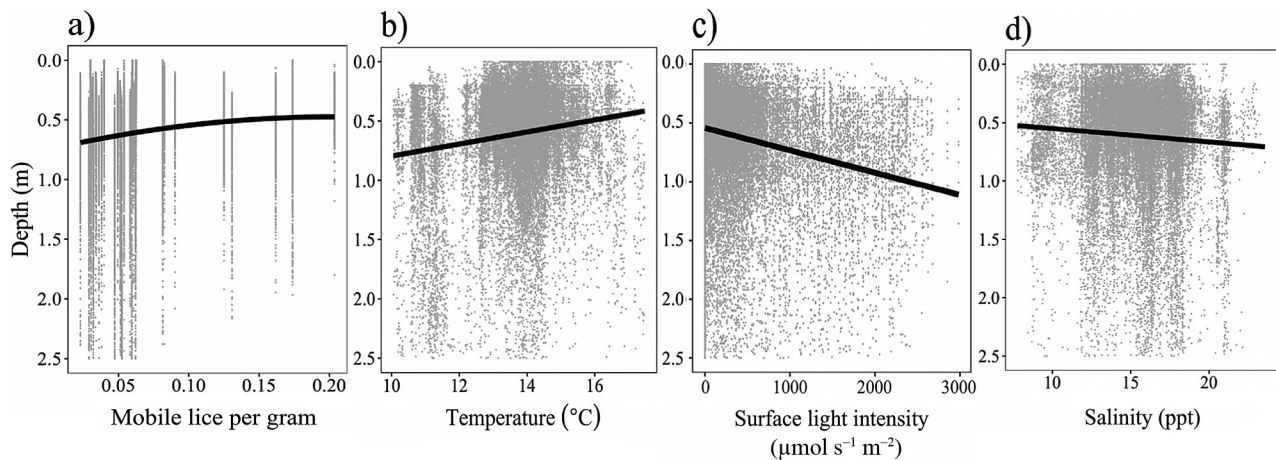 a)
b)
c)
d)
Depth (m)
0.0
0.5
1.0
1.5
2.0
2.5
0.05 0.10 0.15 0.20
Mobile lice per gram
0.0
0.5
1.0
1.5
2.0
2.5
10 12 14 16
Temperature (°C)
0.0
0.5
1.0
1.5
2.0
2.5
0 1000 2000 3000
Surface light intensity
(µmol s⁻¹ m⁻²)
0.0
0.5
1.0
1.5
2.0
2.5
10 15 20
Salinity (ppt)